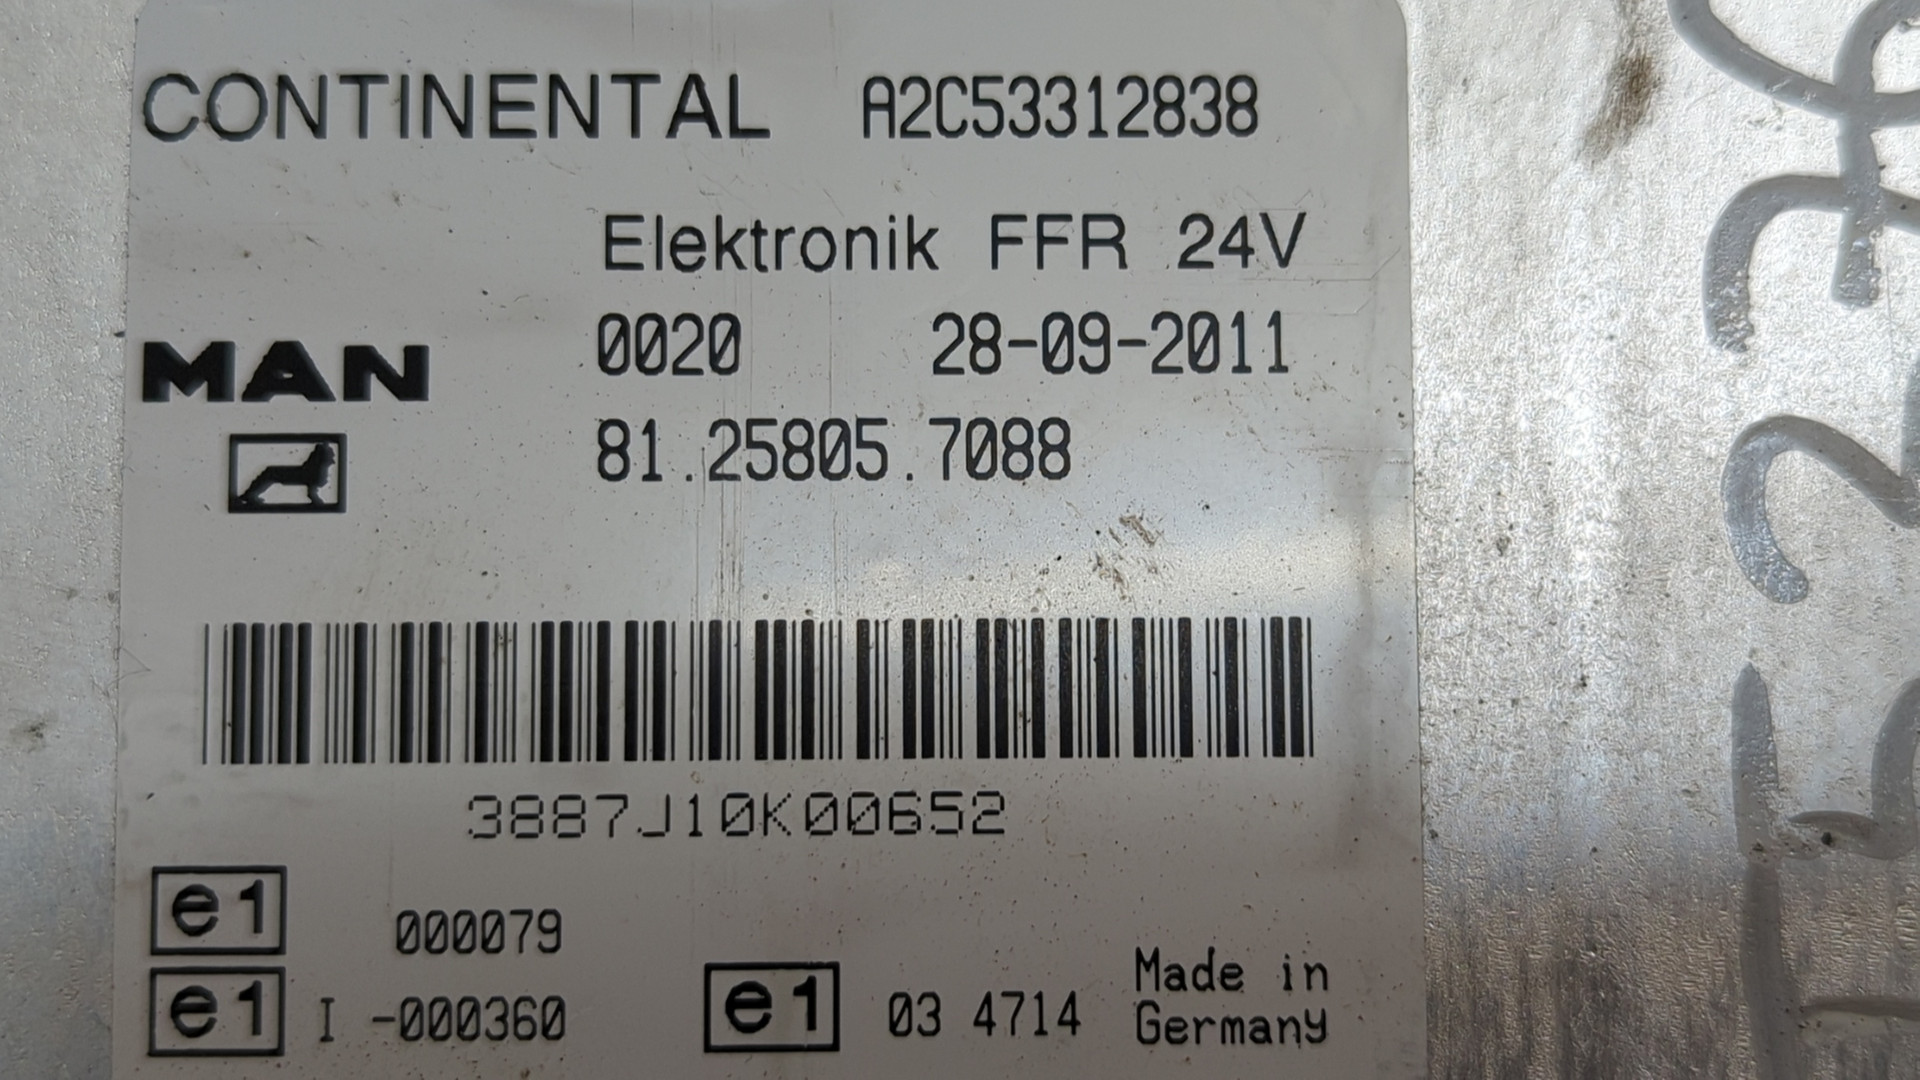 CONTINENTAL A2C53312838
Elektronik FFR 24V
0020 28-09-2011
MAN
81.25805.7088
3887J10K00652
e1 000079
e1 I -000360
e1 03 4714
Made in
Germany